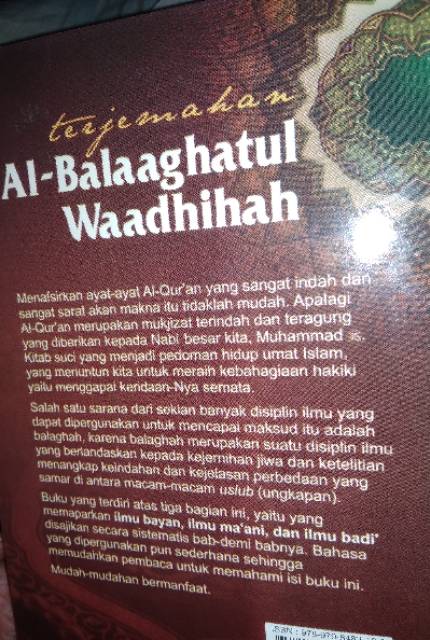 terjemahan
Al-Balaaghatul
Waadhihah
Menafsirkan ayat-ayat Al-Qur'an yang sangat indah dan
sangat sarat akan makna itu tidaklah mudah. Apalagi
Al-Qur'an merupakan mukjizat terindah dan teragung
yang diberikan kepada Nabi besar kita, Muhammad ﷺ.
Kitab suci yang menjadi pedoman hidup umat Islam,
yang menuntun kita untuk meraih kebahagiaan hakiki
yaitu menggapai keridaan-Nya semata.
Salah satu sarana dari sekian banyak disiplin ilmu yang
dapat dipergunakan untuk mencapai maksud itu adalah
balaghah, karena balaghah merupakan suatu disiplin ilmu
yang berlandaskan kepada kejernihan jiwa dan ketelitian
menangkap keindahan dan kejelasan perbedaan yang
samar di antara macam-macam uslub (ungkapan).
Buku yang terdiri atas tiga bagian ini, yaitu yang
memaparkan ilmu bayan, ilmu ma'ani, dan ilmu badi'
disajikan secara sistematis bab-demi babnya. Bahasa
yang dipergunakan pun sederhana sehingga
memudahkan pembaca untuk memahami isi buku ini.
Mudah-mudahan bermanfaat.
ISBN : 979-979-